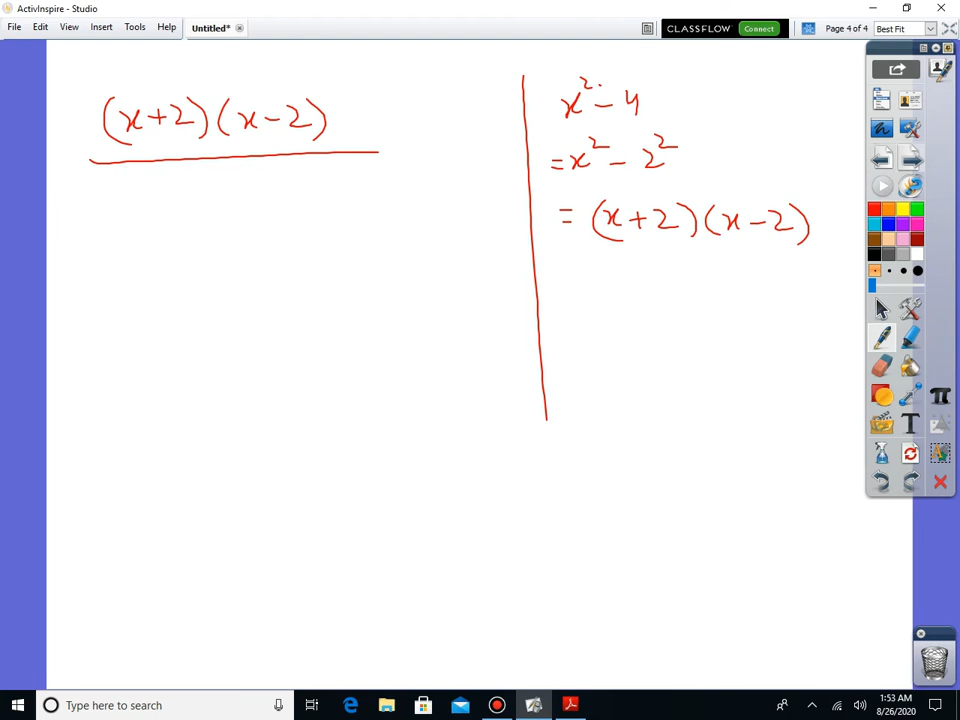 ActivInspire - Studio
File Edit View Insert Tools Help Untitled* CLASSFLOW Connect Page 4 of 4 Best Fit
(x+2)(x-2)
x² - 4
= x² - 2²
= (x+2)(x-2)
Type here to search
1:53 AM
8/26/2020